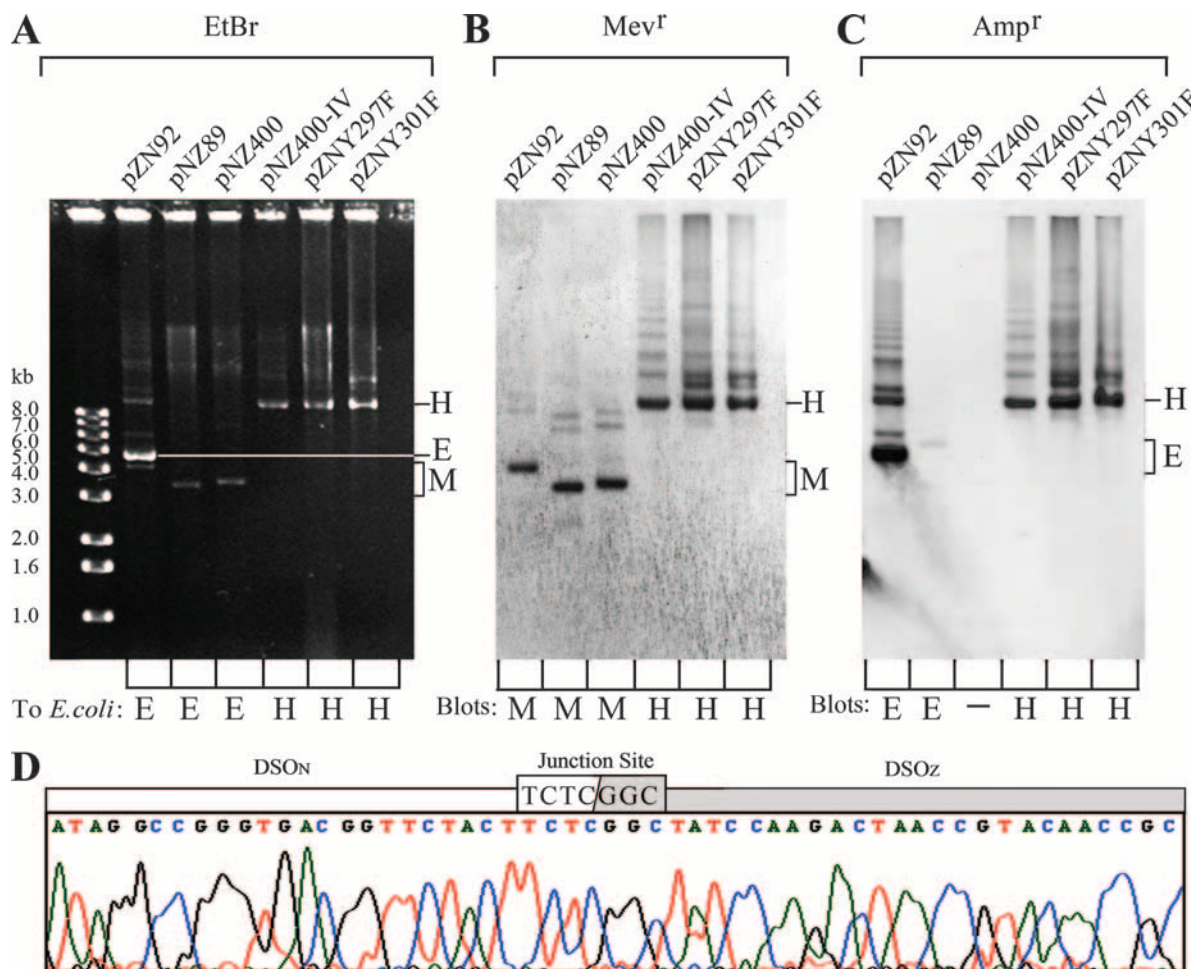 A EtBr
B Mev^r
C Amp^r
pZN92 pNZ89 pNZ400 pNZ400-IV pZNY297F pZNY301F
pZN92 pNZ89 pNZ400 pNZ400-IV pZNY297F pZNY301F
pZN92 pNZ89 pNZ400 pNZ400-IV pZNY297F pZNY301F
kb
8.0
7.0
6.0
5.0
4.0
3.0
2.0
1.6
1.0
H
E
M
H
M
H
E
To E.coli: E E E H H H
Blots: M M M H H H
Blots: E E — H H H
D
DSON
Junction Site
DSOZ
TCTC/GGC
ATAGGCCGGGTGACGGTTCTACTTCTCGGCTATCCAAGACTAACCGTACAACCGC